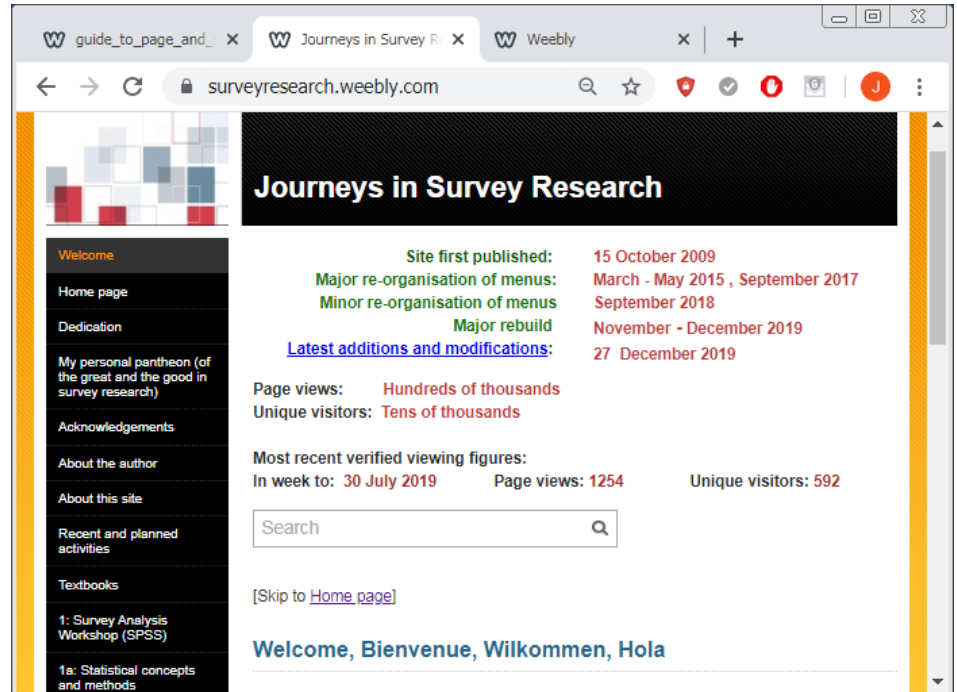 guide_to_page_and_
Journeys in Survey R
Weebly
surveyresearch.weebly.com
J
Journeys in Survey Research
Welcome
Home page
Dedication
My personal pantheon (of
the great and the good in
survey research)
Acknowledgements
About the author
About this site
Recent and planned
activities
Textbooks
1: Survey Analysis
Workshop (SPSS)
1a: Statistical concepts
and methods
Site first published: 15 October 2009
Major re-organisation of menus: March - May 2015 , September 2017
Minor re-organisation of menus September 2018
Major rebuild November - December 2019
Latest additions and modifications: 27 December 2019
Page views: Hundreds of thousands
Unique visitors: Tens of thousands
Most recent verified viewing figures:
In week to: 30 July 2019 Page views: 1254 Unique visitors: 592
Search
[Skip to Home page]
Welcome, Bienvenue, Wilkommen, Hola